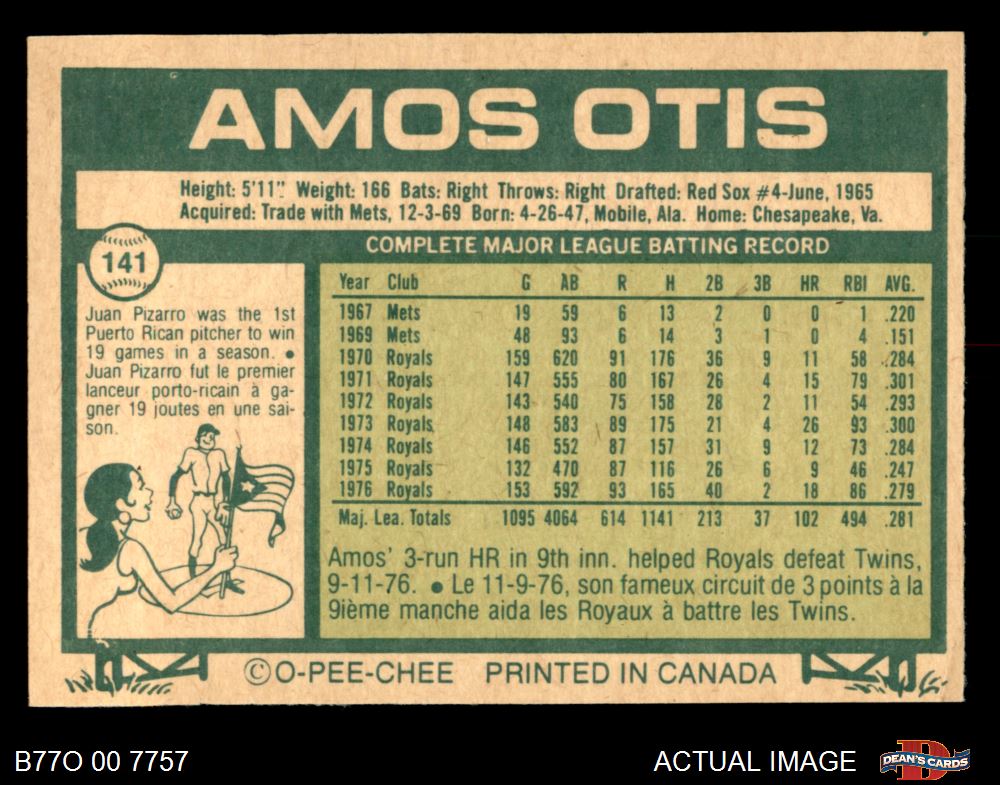 AMOS OTIS
Height: 5'11" Weight: 166 Bats: Right Throws: Right Drafted: Red Sox #4-June, 1965
Acquired: Trade with Mets, 12-3-69 Born: 4-26-47, Mobile, Ala. Home: Chesapeake, Va.
141
Juan Pizarro was the 1st
Puerto Rican pitcher to win
19 games in a season. •
Juan Pizarro fut le premier
lanceur porto-ricain à ga-
gner 19 joutes en une sai-
son.
COMPLETE MAJOR LEAGUE BATTING RECORD
Year Club G AB R H 2B 3B HR RBI AVG.
1967 Mets 19 59 6 13 2 0 0 1 .220
1969 Mets 48 93 6 14 3 1 0 4 .151
1970 Royals 159 620 91 176 36 9 11 58 .284
1971 Royals 147 555 80 167 26 4 15 79 .301
1972 Royals 143 540 75 158 28 2 11 54 .293
1973 Royals 148 583 89 175 21 4 26 93 .300
1974 Royals 146 552 87 157 31 9 12 73 .284
1975 Royals 132 470 87 116 26 6 9 46 .247
1976 Royals 153 592 93 165 40 2 18 86 .279
Maj. Lea. Totals 1095 4064 614 1141 213 37 102 494 .281
Amos' 3-run HR in 9th inn. helped Royals defeat Twins,
9-11-76. • Le 11-9-76, son fameux circuit de 3 points à la
9ième manche aida les Royaux à battre les Twins.
©O-PEE-CHEE PRINTED IN CANADA
B77O 00 7757
ACTUAL IMAGE
D
DEAN'S CARDS